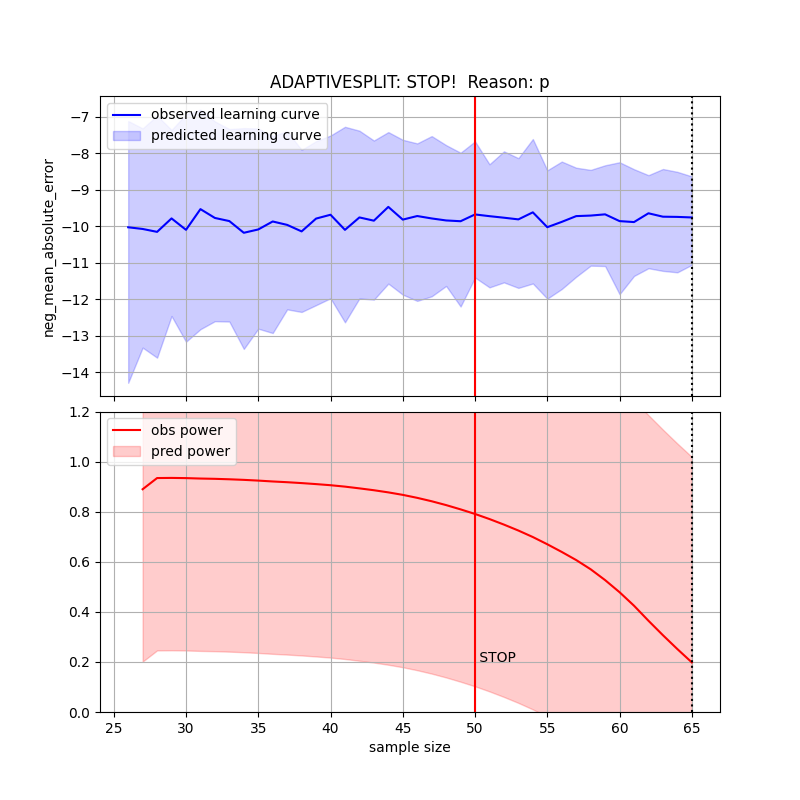 ADAPTIVESPLIT: STOP!  Reason: p
observed learning curve
predicted learning curve
neg_mean_absolute_error
−7
−8
−9
−10
−11
−12
−13
−14
obs power
pred power
1.2
1.0
0.8
0.6
0.4
0.2
0.0
STOP
25 30 35 40 45 50 55 60 65
sample size